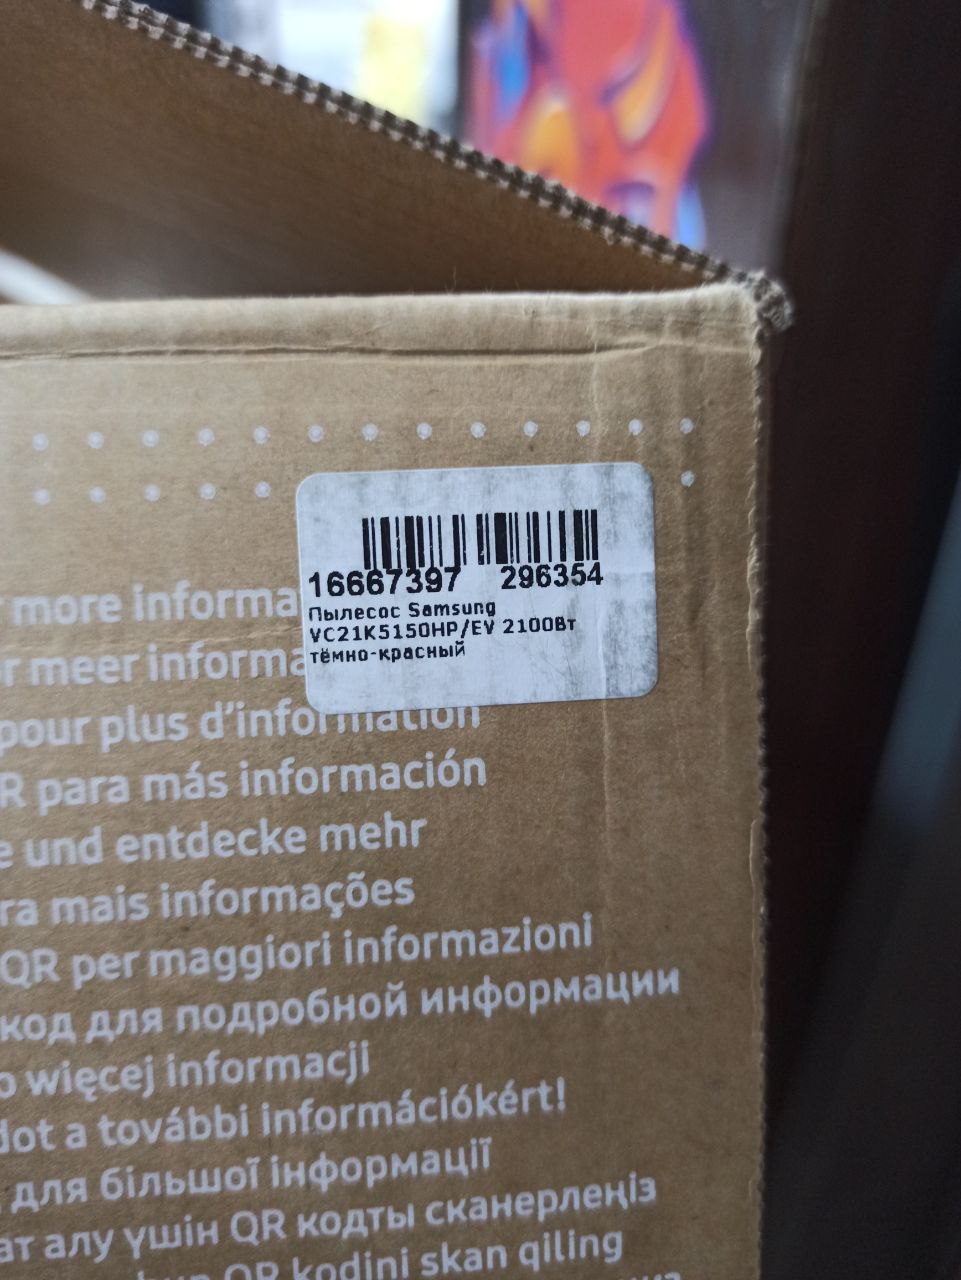 16667397 296354
Пылесос Samsung
VC21K5150HP/EV 2100Вт
тёмно-красный
more informa
meer informa
pour plus d'information
R para más información
e und entdecke mehr
ra mais informações
QR per maggiori informazioni
код для подробной информации
o więcej informacji
dot a további információkért!
для більшої інформації
ат алу үшін QR кодты сканерлеңіз
QR kodini skan qiling